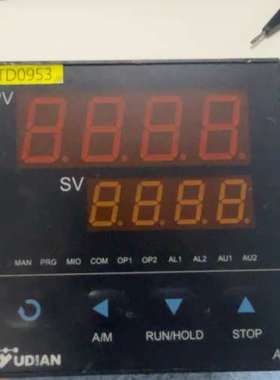 TD0953
PV
8.8.8.8
SV
8.8.8.8
MAN PRG MIO COM OP1 OP2 AL1 AL2 AU1 AU2
A/M RUN/HOLD STOP
YUDIAN